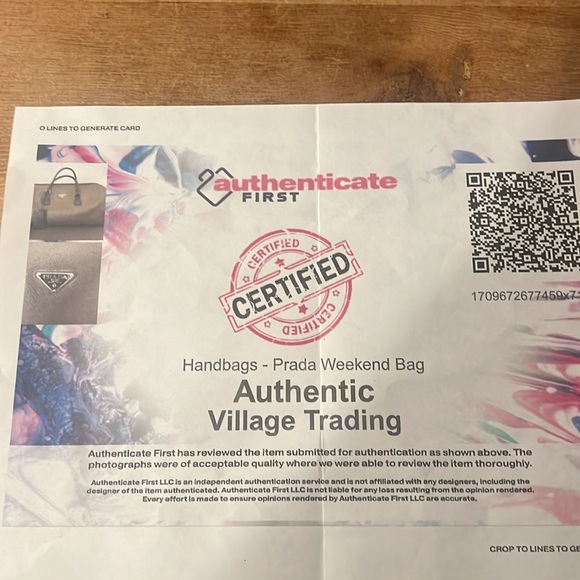 O LINES TO GENERATE CARD
authenticate
FIRST
CERTIFIED
CERTIFIED
CERTIFIED
PRADA
1709672677459x7
Handbags - Prada Weekend Bag
Authentic
Village Trading
Authenticate First has reviewed the item submitted for authentication as shown above. The
photographs were of acceptable quality where we were able to review the item thoroughly.
Authenticate First LLC is an independent authentication service and is not affiliated with any designers, including the
designer of the item authenticated. Authenticate First LLC is not liable for any loss resulting from the opinion rendered.
Every effort is made to ensure opinions rendered by Authenticate First LLC are accurate.
CROP TO LINES TO GE